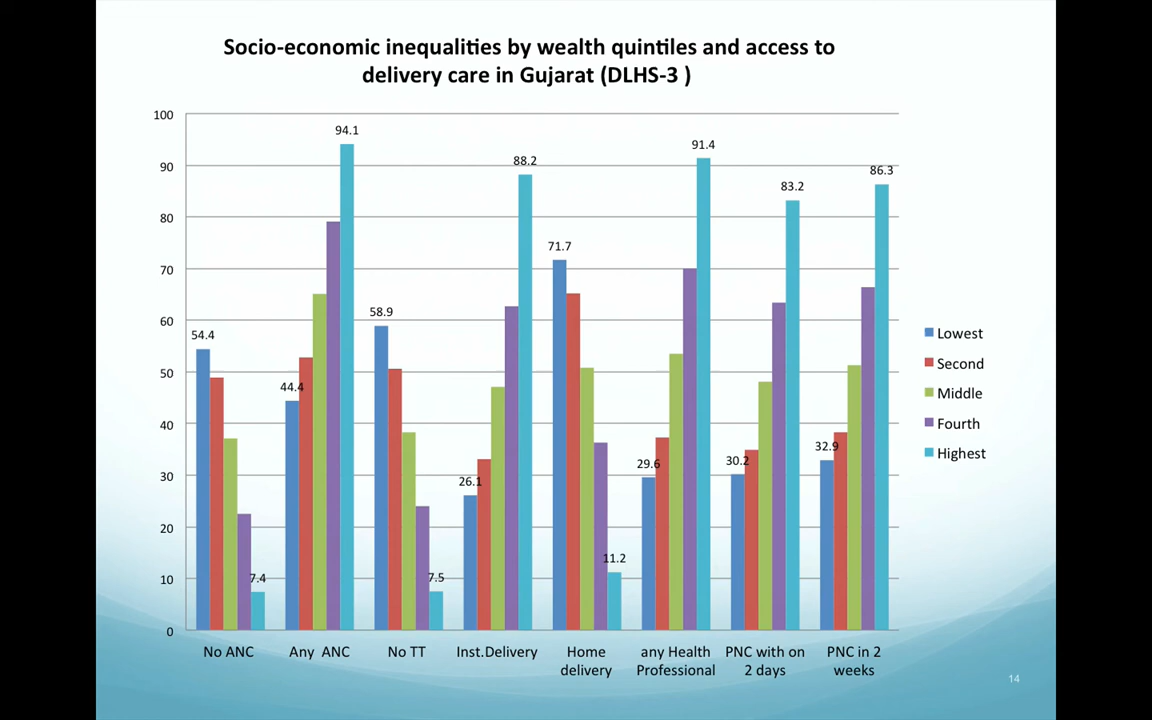 Socio-economic inequalities by wealth quintiles and access to
delivery care in Gujarat (DLHS-3 )
100
90
80
70
60
50
40
30
20
10
0
54.4
7.4
44.4
94.1
58.9
7.5
26.1
88.2
71.7
11.2
29.6
91.4
30.2
83.2
32.9
86.3
No ANC
Any ANC
No TT
Inst.Delivery
Home
delivery
any Health
Professional
PNC with on
2 days
PNC in 2
weeks
Lowest
Second
Middle
Fourth
Highest
14